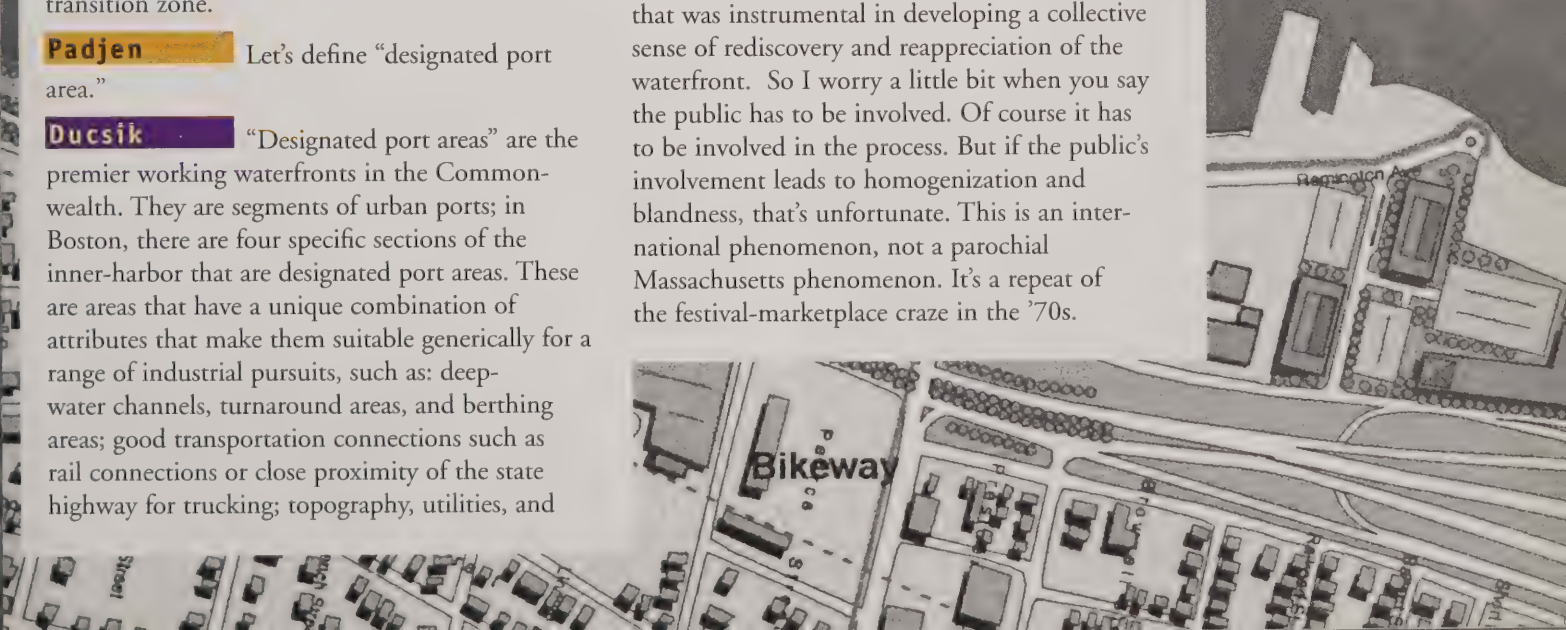 transition zone.
Padjen Let's define “designated port
area.”
Ducsik “Designated port areas” are the
premier working waterfronts in the Common-
wealth. They are segments of urban ports; in
Boston, there are four specific sections of the
inner-harbor that are designated port areas. These
are areas that have a unique combination of
attributes that make them suitable generically for a
range of industrial pursuits, such as: deep-
water channels, turnaround areas, and berthing
areas; good transportation connections such as
rail connections or close proximity of the state
highway for trucking; topography, utilities, and
that was instrumental in developing a collective
sense of rediscovery and reappreciation of the
waterfront. So I worry a little bit when you say
the public has to be involved. Of course it has
to be involved in the process. But if the public's
involvement leads to homogenization and
blandness, that's unfortunate. This is an inter-
national phenomenon, not a parochial
Massachusetts phenomenon. It's a repeat of
the festival-marketplace craze in the '70s.
Remington Ave
Bikeway
Street